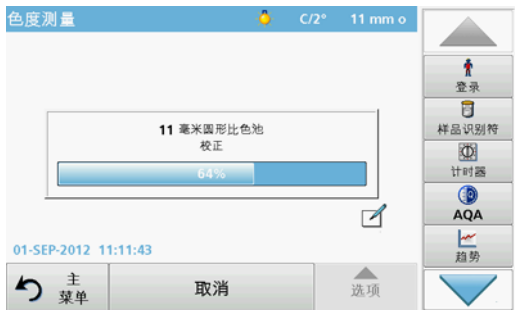 色度测量 C/2° 11 mm o
11 毫米圆形比色池
校正
64%
01-SEP-2012 11:11:43
主
菜单
取消
选项
登录
样品识别符
计时器
AQA
趋势